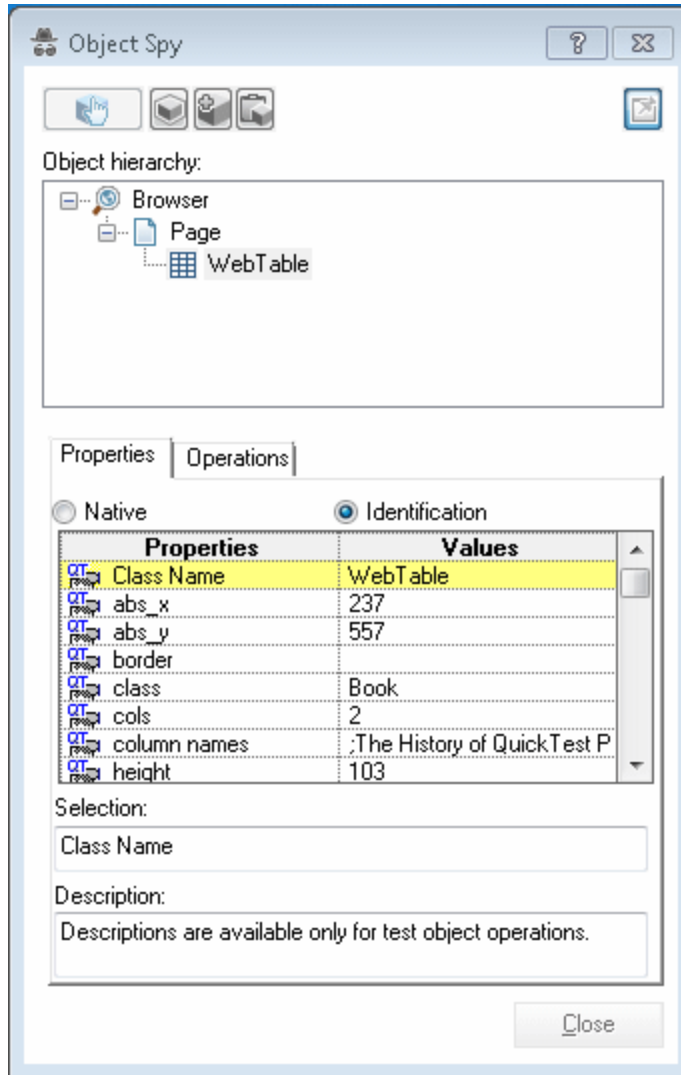 Object Spy
Object hierarchy:
Browser
Page
WebTable
Properties Operations
Native Identification
Properties Values
Class Name WebTable
abs_x 237
abs_y 557
border
class Book
cols 2
column names ;The History of QuickTest P
height 103
Selection:
Class Name
Description:
Descriptions are available only for test object operations.
Close